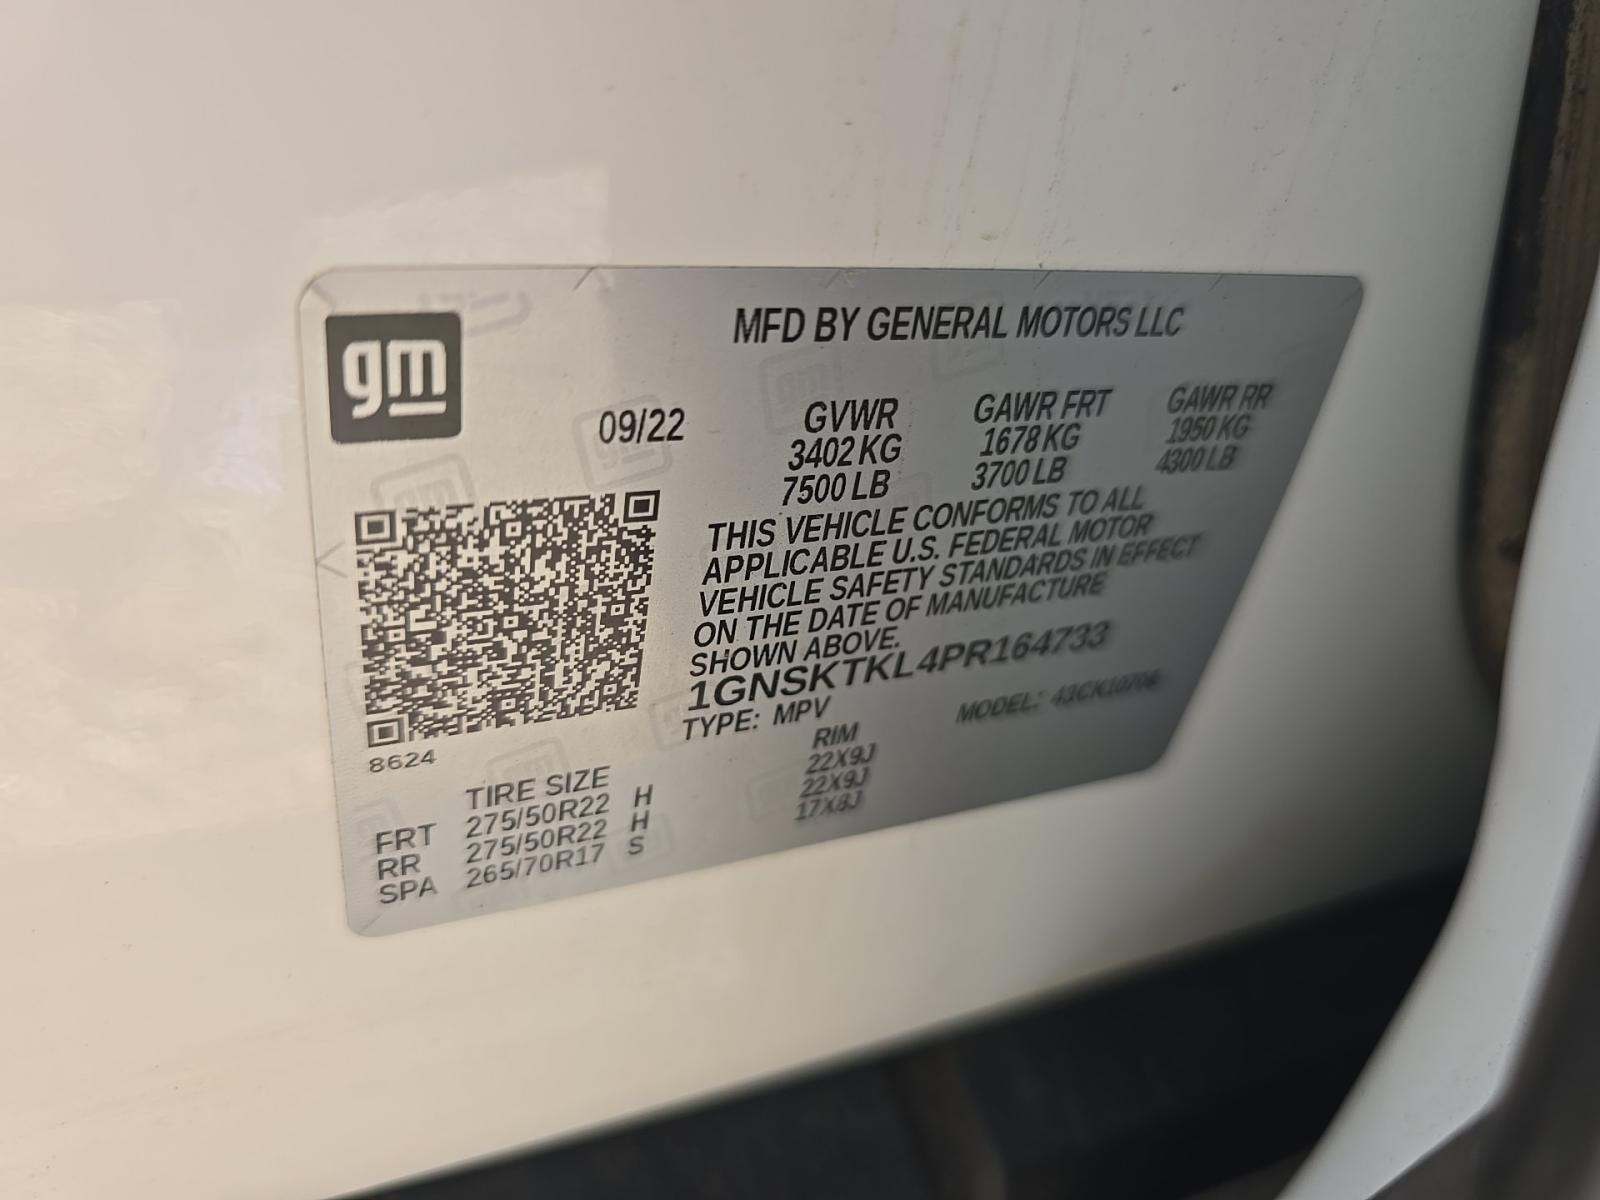 gm
MFD BY GENERAL MOTORS LLC
09/22 GVWR GAWR FRT GAWR RR
3402 KG 1678 KG 1950 KG
7500 LB 3700 LB 4300 LB
THIS VEHICLE CONFORMS TO ALL
APPLICABLE U.S. FEDERAL MOTOR
VEHICLE SAFETY STANDARDS IN EFFECT
ON THE DATE OF MANUFACTURE
SHOWN ABOVE.
1GNSKTKL4PR164733
TYPE: MPV MODEL:
8624
TIRE SIZE RIM
FRT 275/50R22 H 22X9J
RR 275/50R22 H 22X9J
SPA 265/70R17 S 17X8J